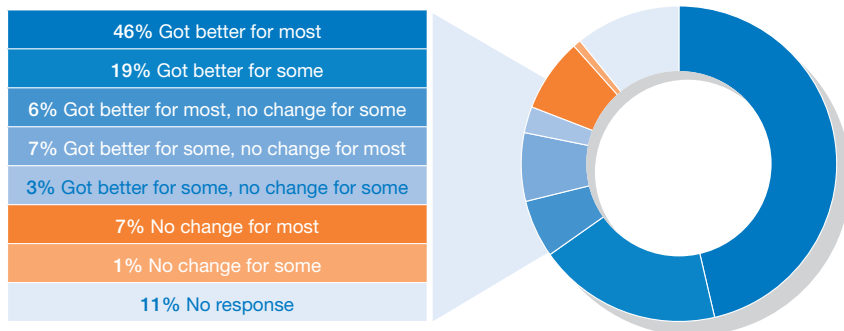 46% Got better for most
19% Got better for some
6% Got better for most, no change for some
7% Got better for some, no change for most
3% Got better for some, no change for some
7% No change for most
1% No change for some
11% No response